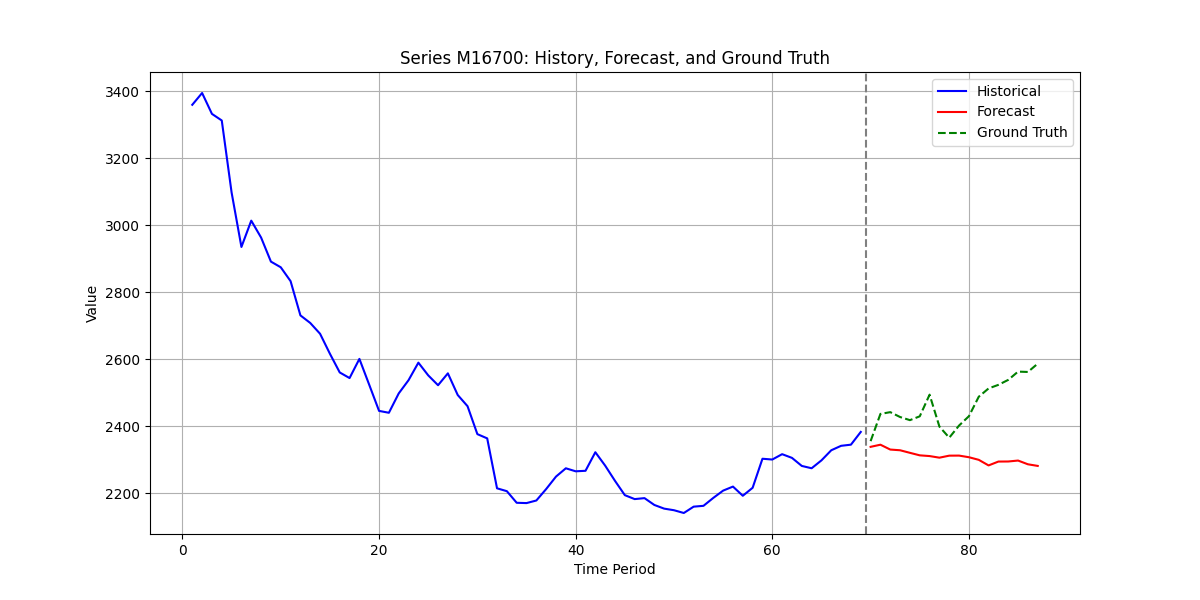 Series M16700: History, Forecast, and Ground Truth
Historical
Forecast
Ground Truth
3400
3200
3000
2800
2600
2400
2200
Value
0
20
40
60
80
Time Period